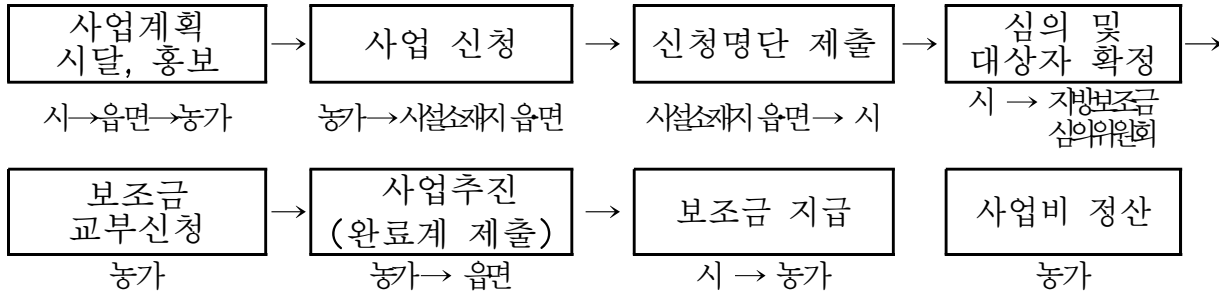 사업계획
시달, 홍보
→
사업 신청
→
신청명단 제출
→
심의 및
대상자 확정
→
시→읍면→농가
농가→시설소재지 읍·면
시설소재지 읍·면→ 시
시 → 지방보조금
심의위원회
보조금
교부신청
→
사업추진
(완료계 제출)
→
보조금 지급
사업비 정산
농가
농가→ 읍면
시 → 농가
농가